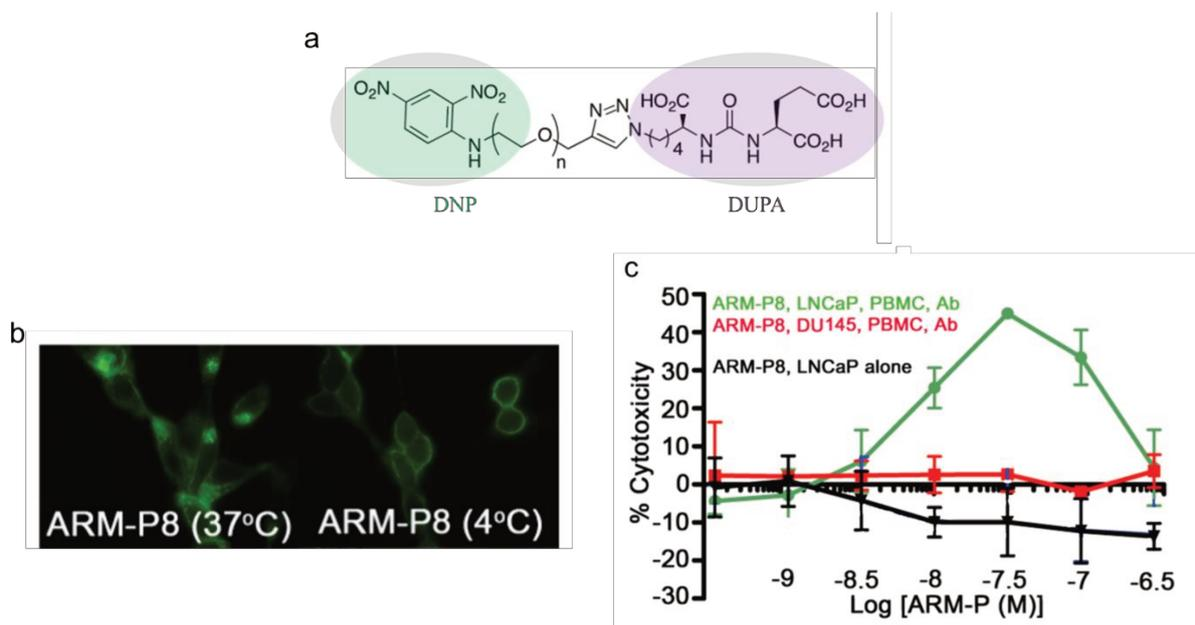 a
O₂N
NO₂
N
H
O
n
N=N
N
4
HO₂C
N
H
O
N
H
CO₂H
CO₂H
DNP
DUPA
b
ARM-P8 (37°C)
ARM-P8 (4°C)
c
ARM-P8, LNCaP, PBMC, Ab
ARM-P8, DU145, PBMC, Ab
ARM-P8, LNCaP alone
% Cytotoxicity
50
40
30
20
10
0
-10
-20
-30
-9
-8.5
-8
-7.5
-7
-6.5
Log [ARM-P (M)]